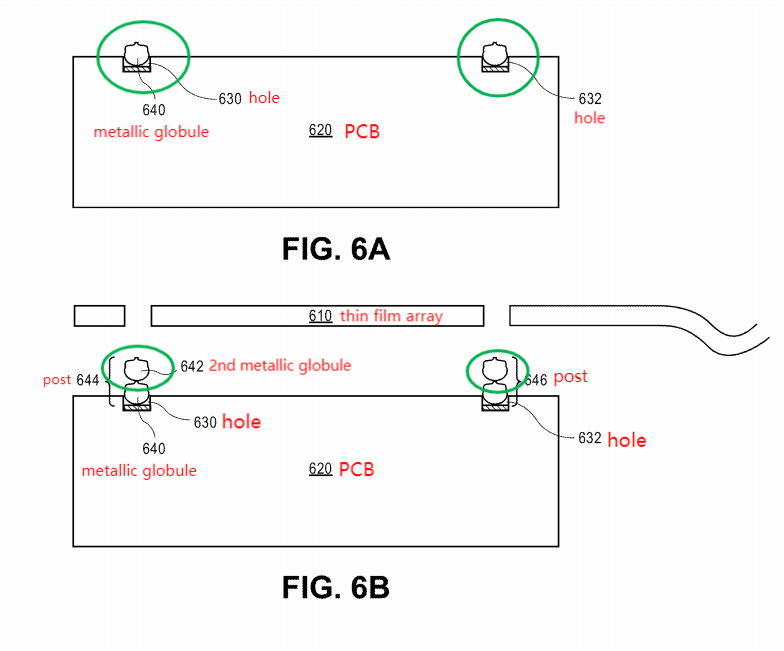 630 hole
632
640
hole
metallic globule
620 PCB
FIG. 6A
610 thin film array
642 2nd metallic globule
post 644
646 post
630 hole
632 hole
640
metallic globule
620 PCB
FIG. 6B